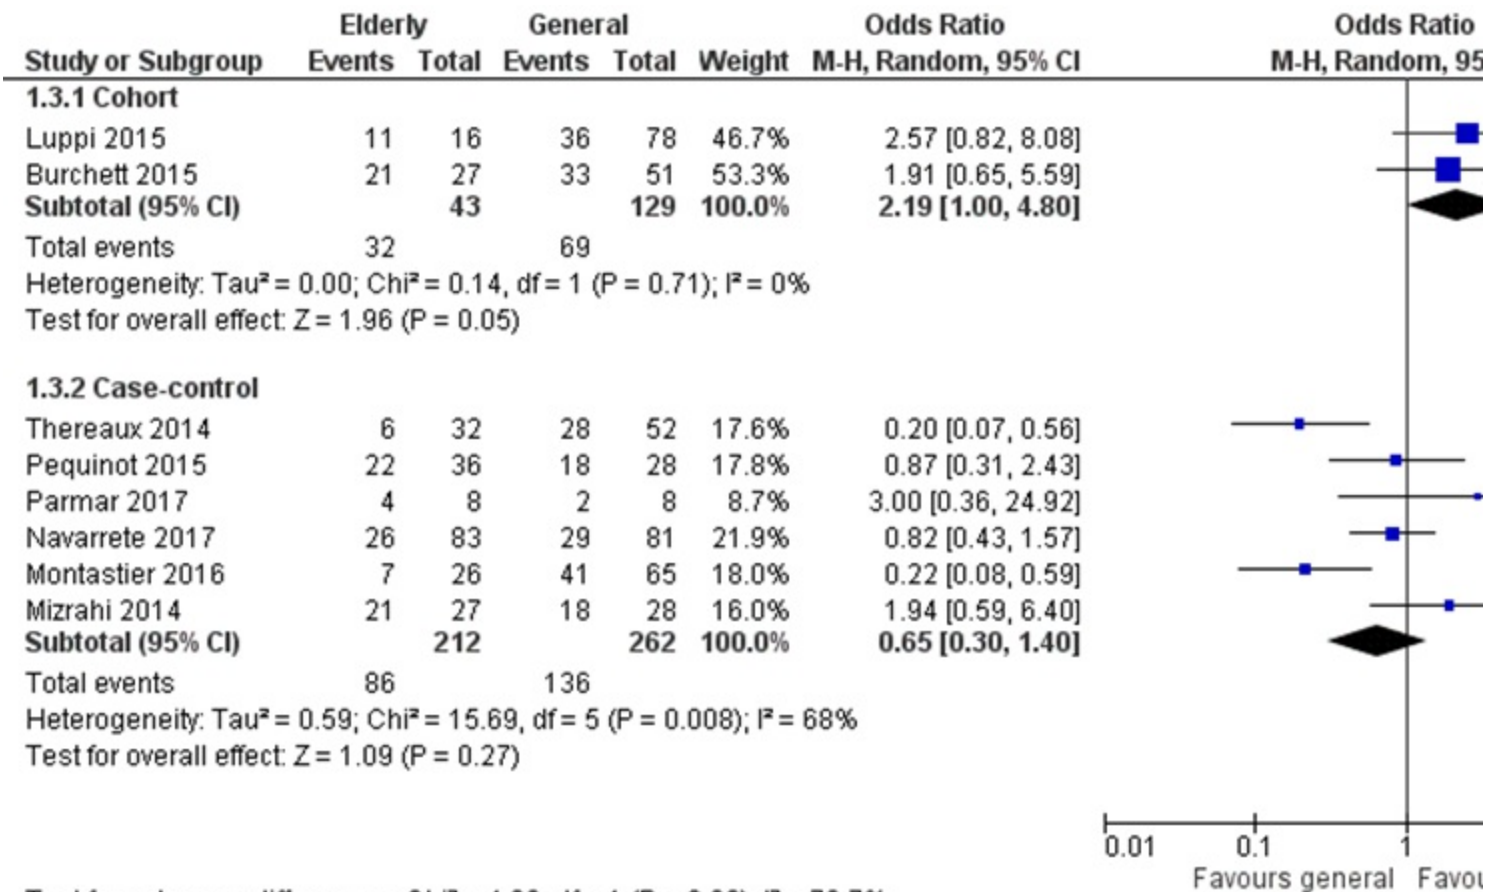 Elderly General Odds Ratio Odds Ratio
Study or Subgroup Events Total Events Total Weight M-H, Random, 95% CI M-H, Random, 95
1.3.1 Cohort
Luppi 2015 11 16 36 78 46.7% 2.57 [0.82, 8.08]
Burchett 2015 21 27 33 51 53.3% 1.91 [0.65, 5.59]
Subtotal (95% CI) 43 129 100.0% 2.19 [1.00, 4.80]
Total events 32 69
Heterogeneity: Tau² = 0.00; Chi² = 0.14, df = 1 (P = 0.71); I² = 0%
Test for overall effect: Z = 1.96 (P = 0.05)
1.3.2 Case-control
Thereaux 2014 6 32 28 52 17.6% 0.20 [0.07, 0.56]
Pequinot 2015 22 36 18 28 17.8% 0.87 [0.31, 2.43]
Parmar 2017 4 8 2 8 8.7% 3.00 [0.36, 24.92]
Navarrete 2017 26 83 29 81 21.9% 0.82 [0.43, 1.57]
Montastier 2016 7 26 41 65 18.0% 0.22 [0.08, 0.59]
Mizrahi 2014 21 27 18 28 16.0% 1.94 [0.59, 6.40]
Subtotal (95% CI) 212 262 100.0% 0.65 [0.30, 1.40]
Total events 86 136
Heterogeneity: Tau² = 0.59; Chi² = 15.69, df = 5 (P = 0.008); I² = 68%
Test for overall effect: Z = 1.09 (P = 0.27)
0.01 0.1 1
Favours general Favou